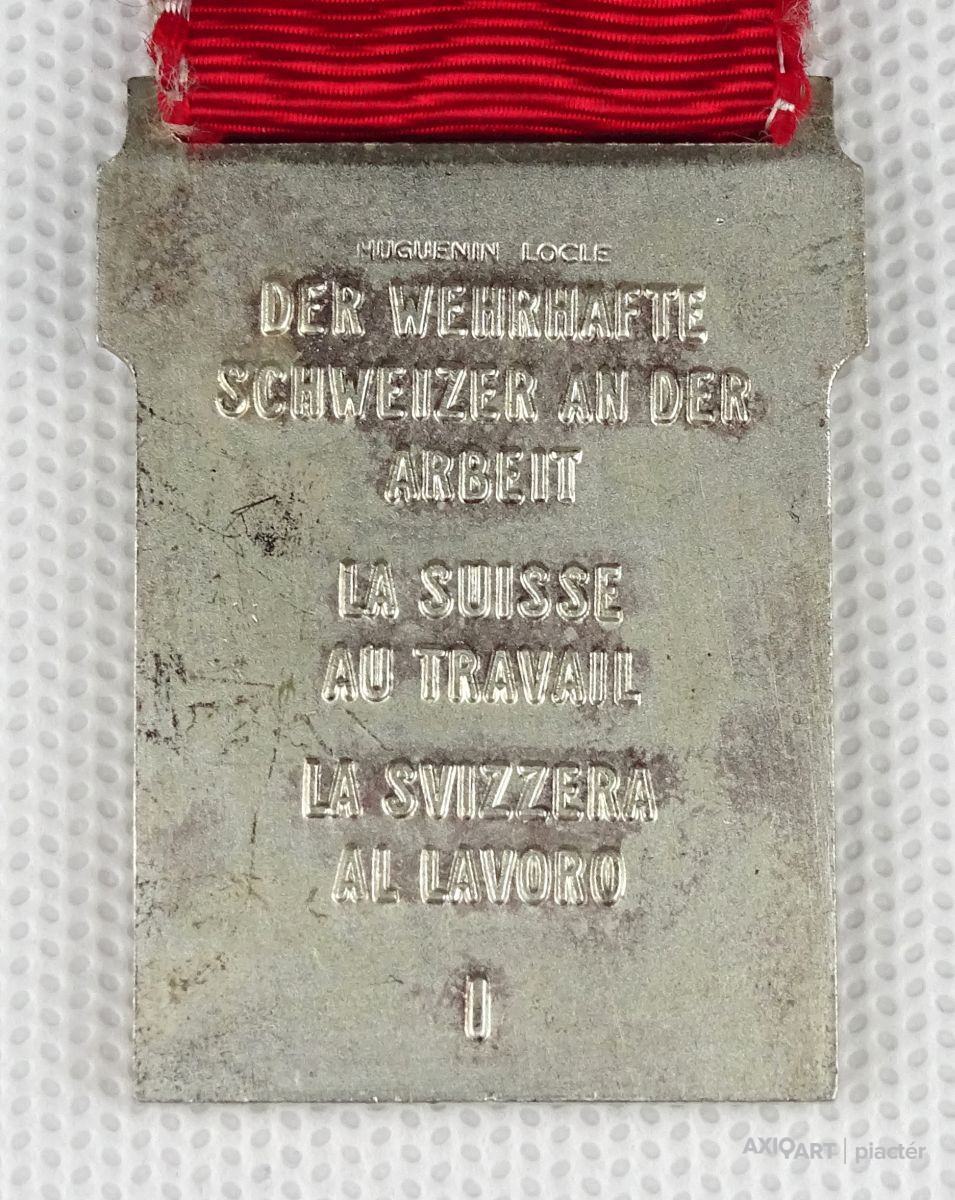 HUGUENIN LOCLE
DER WEHRHAFTE
SCHWEIZER AN DER
ARBEIT
LA SUISSE
AU TRAVAIL
LA SVIZZERA
AL LAVORO
I
AXIOART | piactér